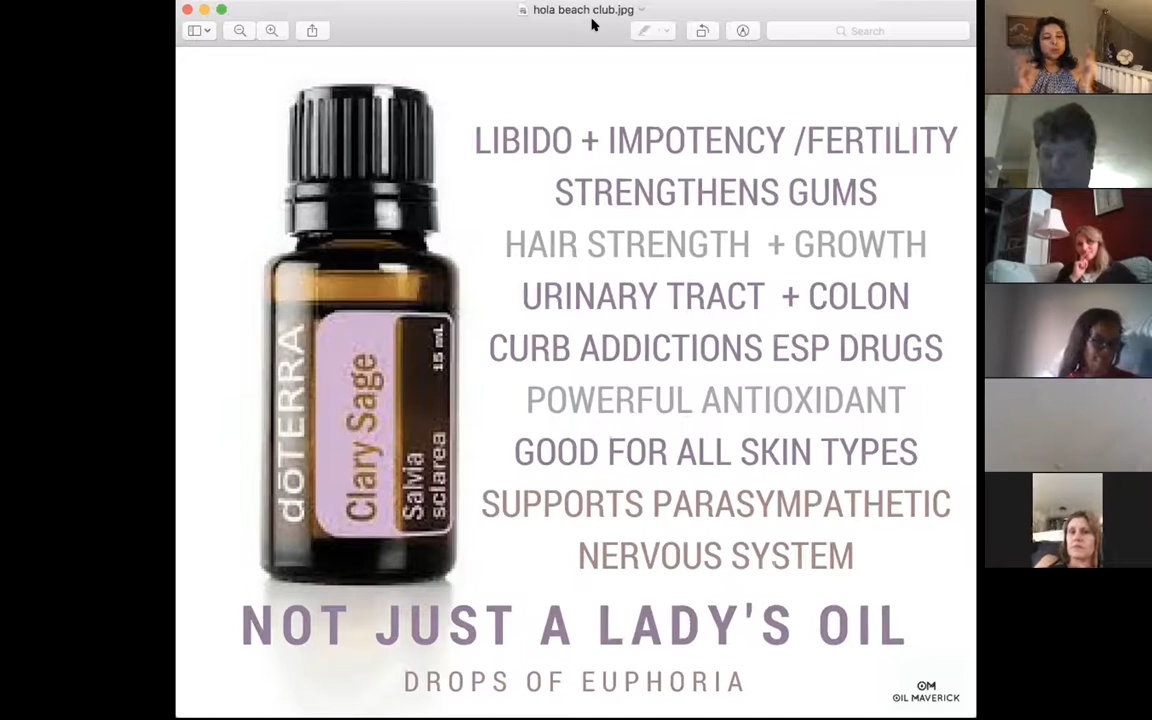 hola beach club.jpg
Search
LIBIDO + IMPOTENCY /FERTILITY
STRENGTHENS GUMS
HAIR STRENGTH + GROWTH
URINARY TRACT + COLON
CURB ADDICTIONS ESP DRUGS
POWERFUL ANTIOXIDANT
GOOD FOR ALL SKIN TYPES
SUPPORTS PARASYMPATHETIC
NERVOUS SYSTEM
dōTERRA
Clary Sage
Salvia
sclarea
15 mL
NOT JUST A LADY'S OIL
DROPS OF EUPHORIA
OM
OIL MAVERICK